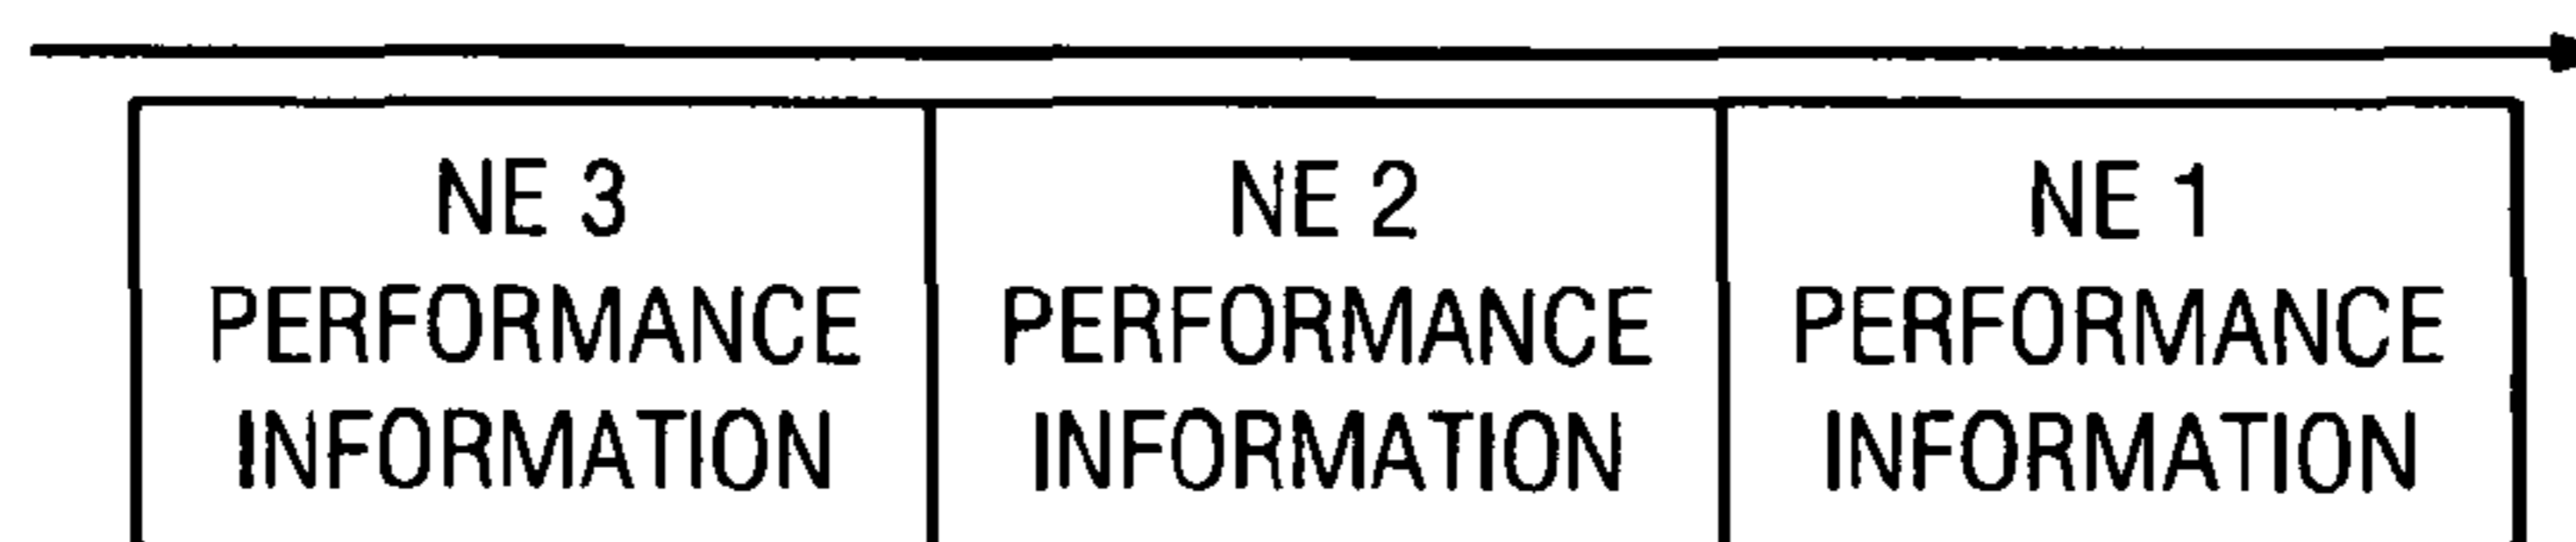 NE 3
PERFORMANCE
INFORMATION
NE 2
PERFORMANCE
INFORMATION
NE 1
PERFORMANCE
INFORMATION